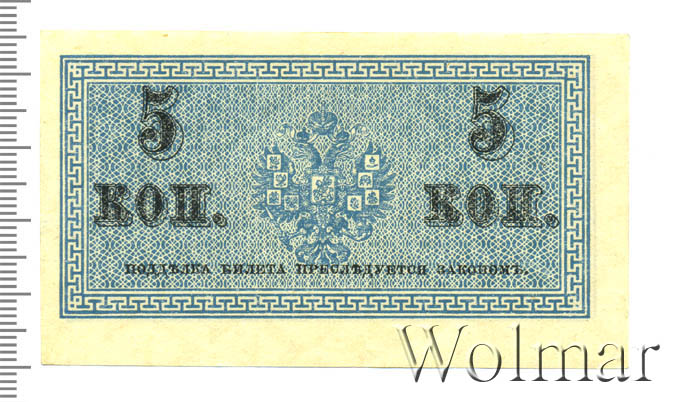 5 5
КОП. КОП.
ПОДДѢЛКА БИЛЕТА ПРЕСЛѢДУЕТСЯ ЗАКОНОМЪ.
Wolmar